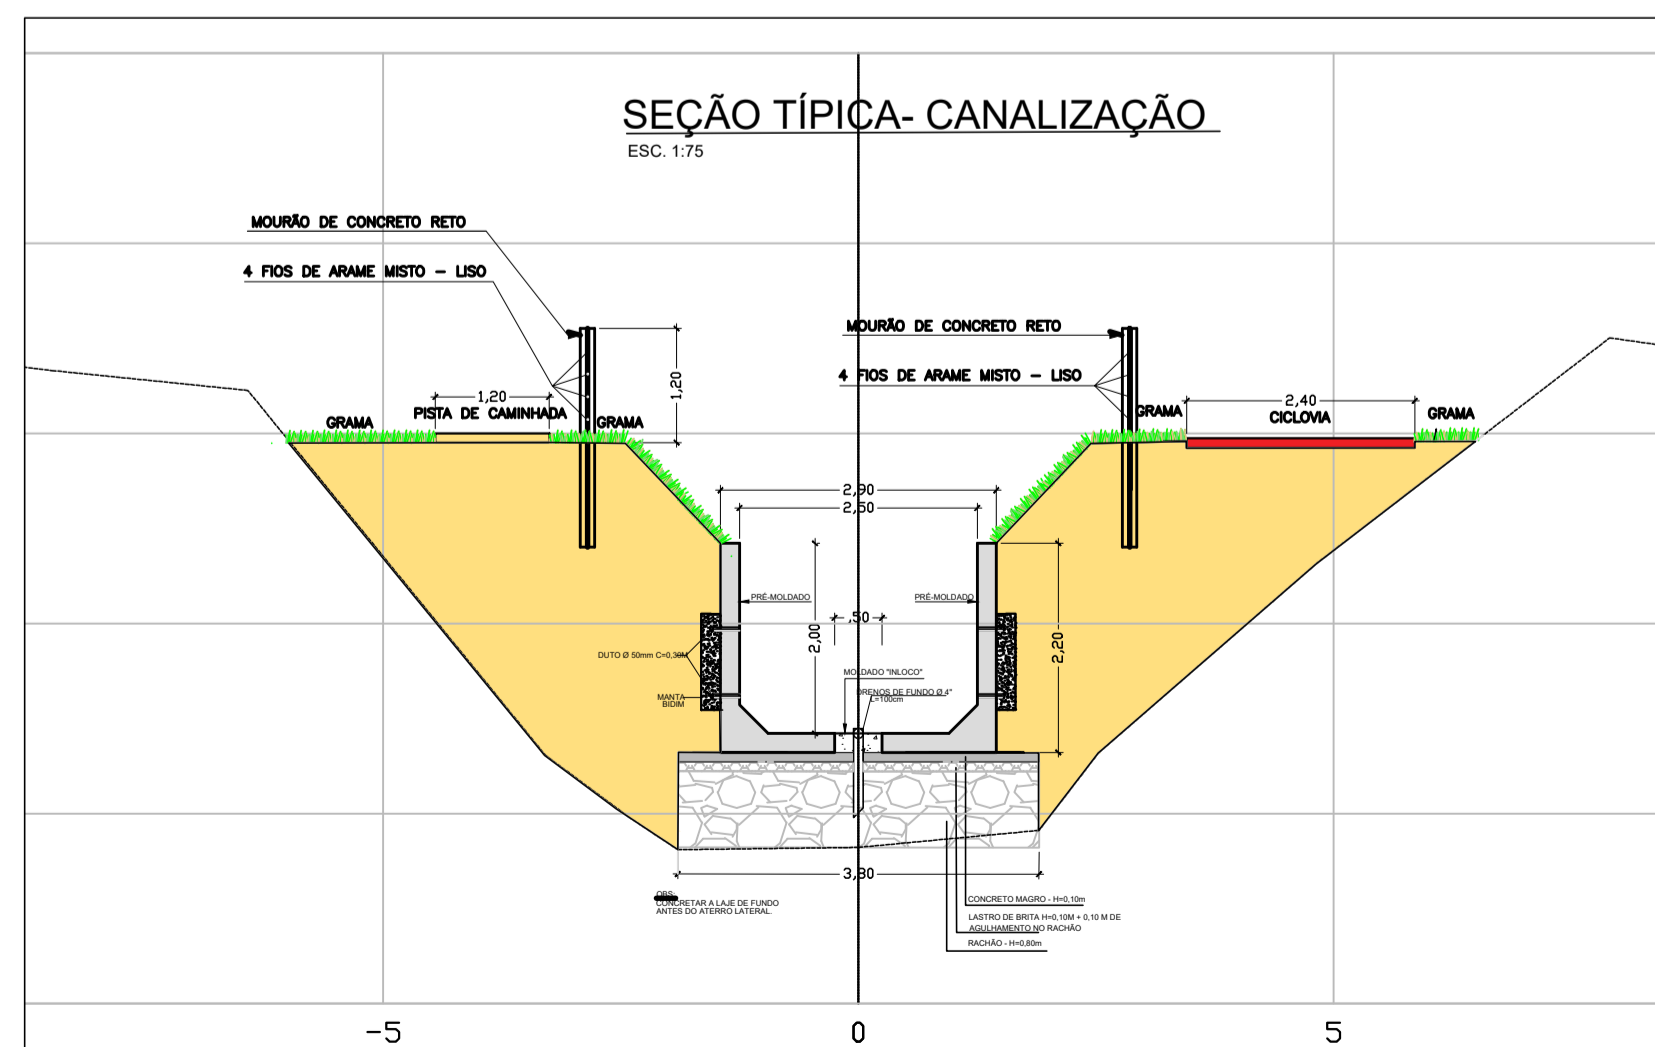 SEÇÃO TÍPICA- CANALIZAÇÃO
ESC. 1:75
MOURÃO DE CONCRETO RETO
4 FIOS DE ARAME MISTO - LISO
MOURÃO DE CONCRETO RETO
4 FIOS DE ARAME MISTO - LISO
1,20
1,20
PISTA DE CAMINHADA
GRAMA
GRAMA
GRAMA
2,40
CICLOVIA
GRAMA
2,90
2,50
PRÉ-MOLDADO
PRÉ-MOLDADO
,50
2,00
2,20
DUTO Ø 50mm C=0,30M
MANTA
BIDIM
MOLDADO "INLOCO"
DRENOS DE FUNDO Ø 4"
L=100cm
3,80
OBS:
CONCRETAR A LAJE DE FUNDO
ANTES DO ATERRO LATERAL.
CONCRETO MAGRO - H=0,10m
LASTRO DE BRITA H=0,10M + 0,10 M DE
AGULHAMENTO NO RACHÃO
RACHÃO - H=0,80m
-5
0
5